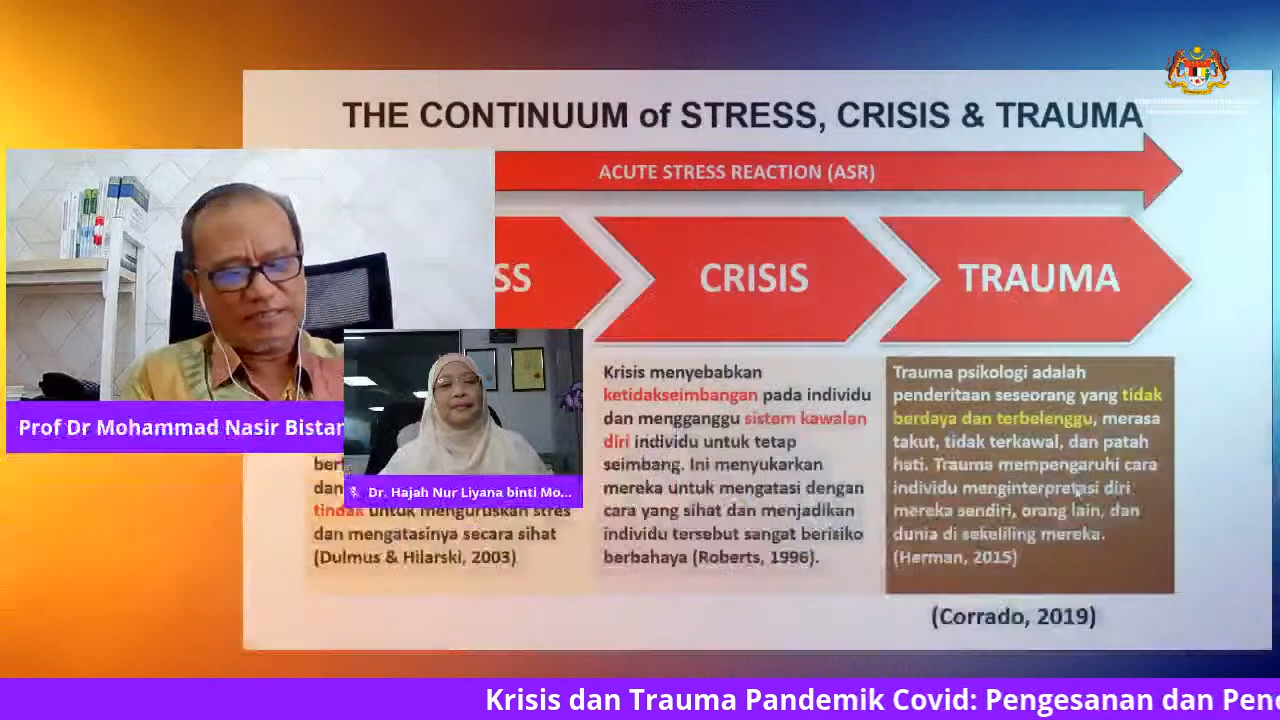 THE CONTINUUM of STRESS, CRISIS & TRAUMA
ACUTE STRESS REACTION (ASR)
SS
CRISIS
TRAUMA
Prof Dr Mohammad Nasir Bistar
Dr. Hajah Nur Liyana binti Mo...
dan
tindak untuk menguruskan stres
dan mengatasinya secara sihat
(Dulmus & Hilarski, 2003)
Krisis menyebabkan
ketidakseimbangan pada individu
dan mengganggu sistem kawalan
diri individu untuk tetap
seimbang. Ini menyukarkan
mereka untuk mengatasi dengan
cara yang sihat dan menjadikan
individu tersebut sangat berisiko
berbahaya (Roberts, 1996).
Trauma psikologi adalah
penderitaan seseorang yang tidak
berdaya dan terbelenggu, merasa
takut, tidak terkawal, dan patah
hati. Trauma mempengaruhi cara
individu menginterpretasi diri
mereka sendiri, orang lain, dan
dunia di sekeliling mereka.
(Herman, 2015)
(Corrado, 2019)
Krisis dan Trauma Pandemik Covid: Pengesanan dan Pen